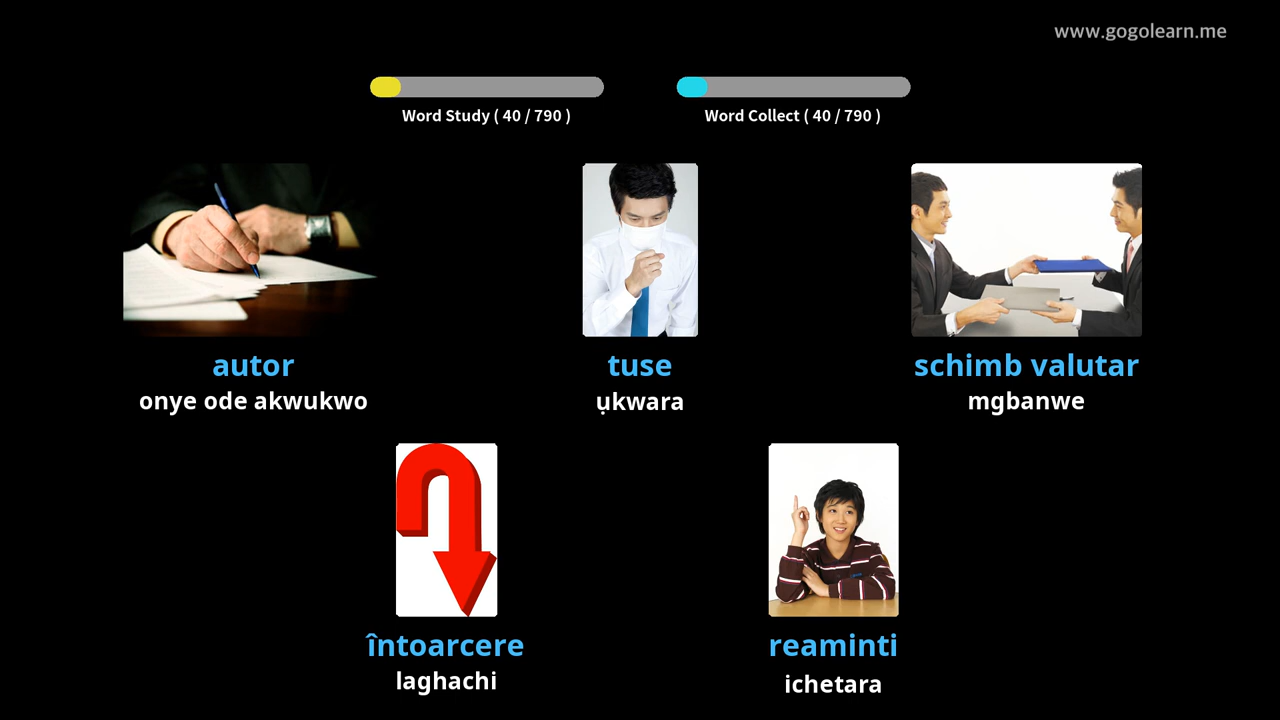 www.gogolearn.me
Word Study ( 40 / 790 )
Word Collect ( 40 / 790 )
autor
onye ode akwukwo
tuse
ụkwara
schimb valutar
mgbanwe
întoarcere
laghachi
reaminti
ichetara